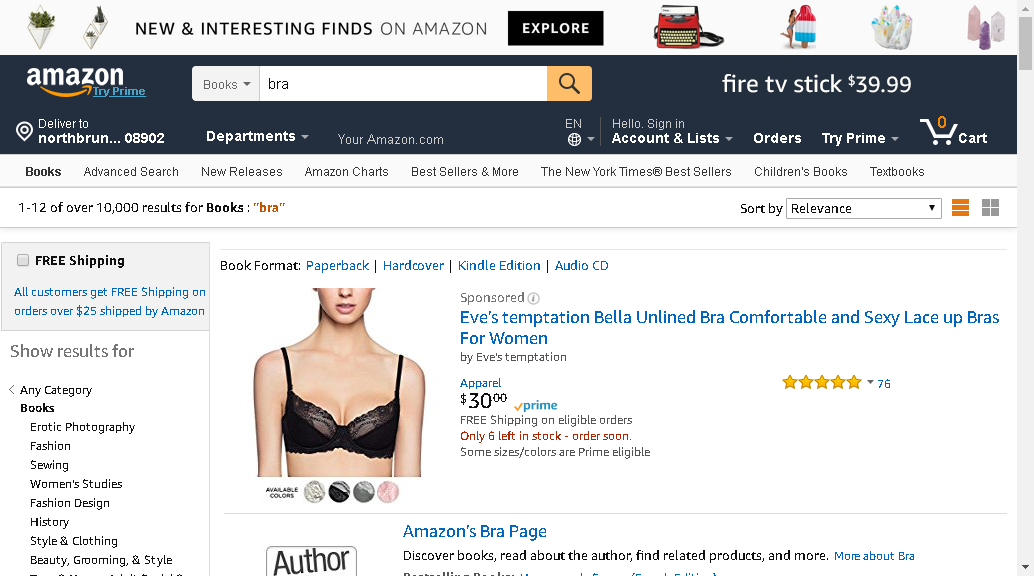 NEW & INTERESTING FINDS ON AMAZON EXPLORE
amazon
Try Prime
Books
bra
fire tv stick $39.99
Deliver to
northbrun... 08902
Departments
Your Amazon.com
EN
Hello. Sign in
Account & Lists
Orders
Try Prime
0
Cart
Books Advanced Search New Releases Amazon Charts Best Sellers & More The New York Times® Best Sellers Children's Books Textbooks
1-12 of over 10,000 results for Books : "bra"
Sort by Relevance
FREE Shipping
All customers get FREE Shipping on
orders over $25 shipped by Amazon
Show results for
Any Category
Books
Erotic Photography
Fashion
Sewing
Women's Studies
Fashion Design
History
Style & Clothing
Beauty, Grooming, & Style
Book Format: Paperback | Hardcover | Kindle Edition | Audio CD
Sponsored
Eve's temptation Bella Unlined Bra Comfortable and Sexy Lace up Bras
For Women
by Eve's temptation
Apparel
$30.00 prime
76
FREE Shipping on eligible orders
Only 6 left in stock - order soon.
Some sizes/colors are Prime eligible
AVAILABLE
COLORS
Author
Amazon's Bra Page
Discover books, read about the author, find related products, and more. More about Bra